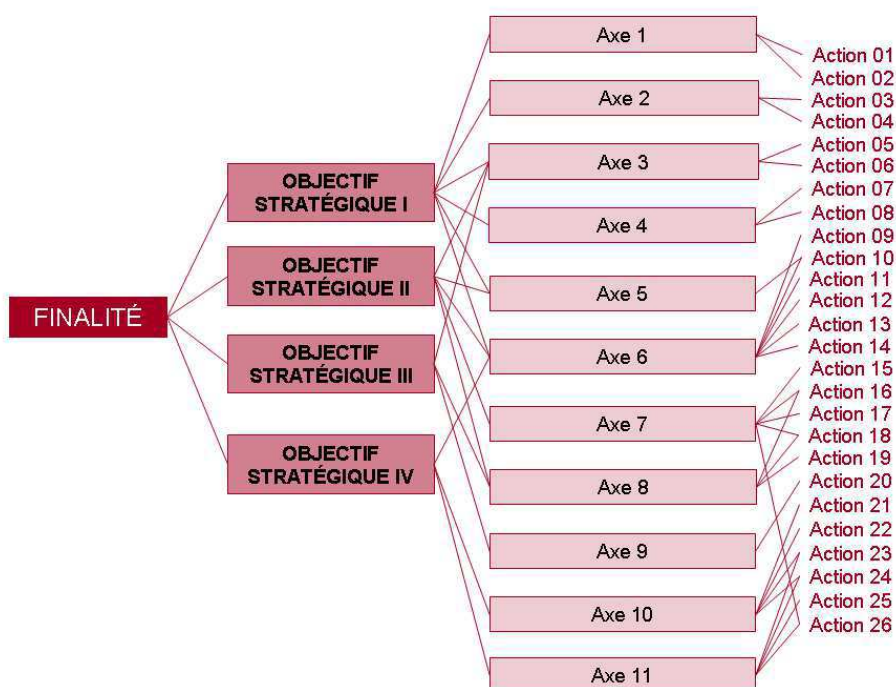 FINALITÉ
OBJECTIF
STRATÉGIQUE I
OBJECTIF
STRATÉGIQUE II
OBJECTIF
STRATÉGIQUE III
OBJECTIF
STRATÉGIQUE IV
Axe 1
Axe 2
Axe 3
Axe 4
Axe 5
Axe 6
Axe 7
Axe 8
Axe 9
Axe 10
Axe 11
Action 01
Action 02
Action 03
Action 04
Action 05
Action 06
Action 07
Action 08
Action 09
Action 10
Action 11
Action 12
Action 13
Action 14
Action 15
Action 16
Action 17
Action 18
Action 19
Action 20
Action 21
Action 22
Action 23
Action 24
Action 25
Action 26